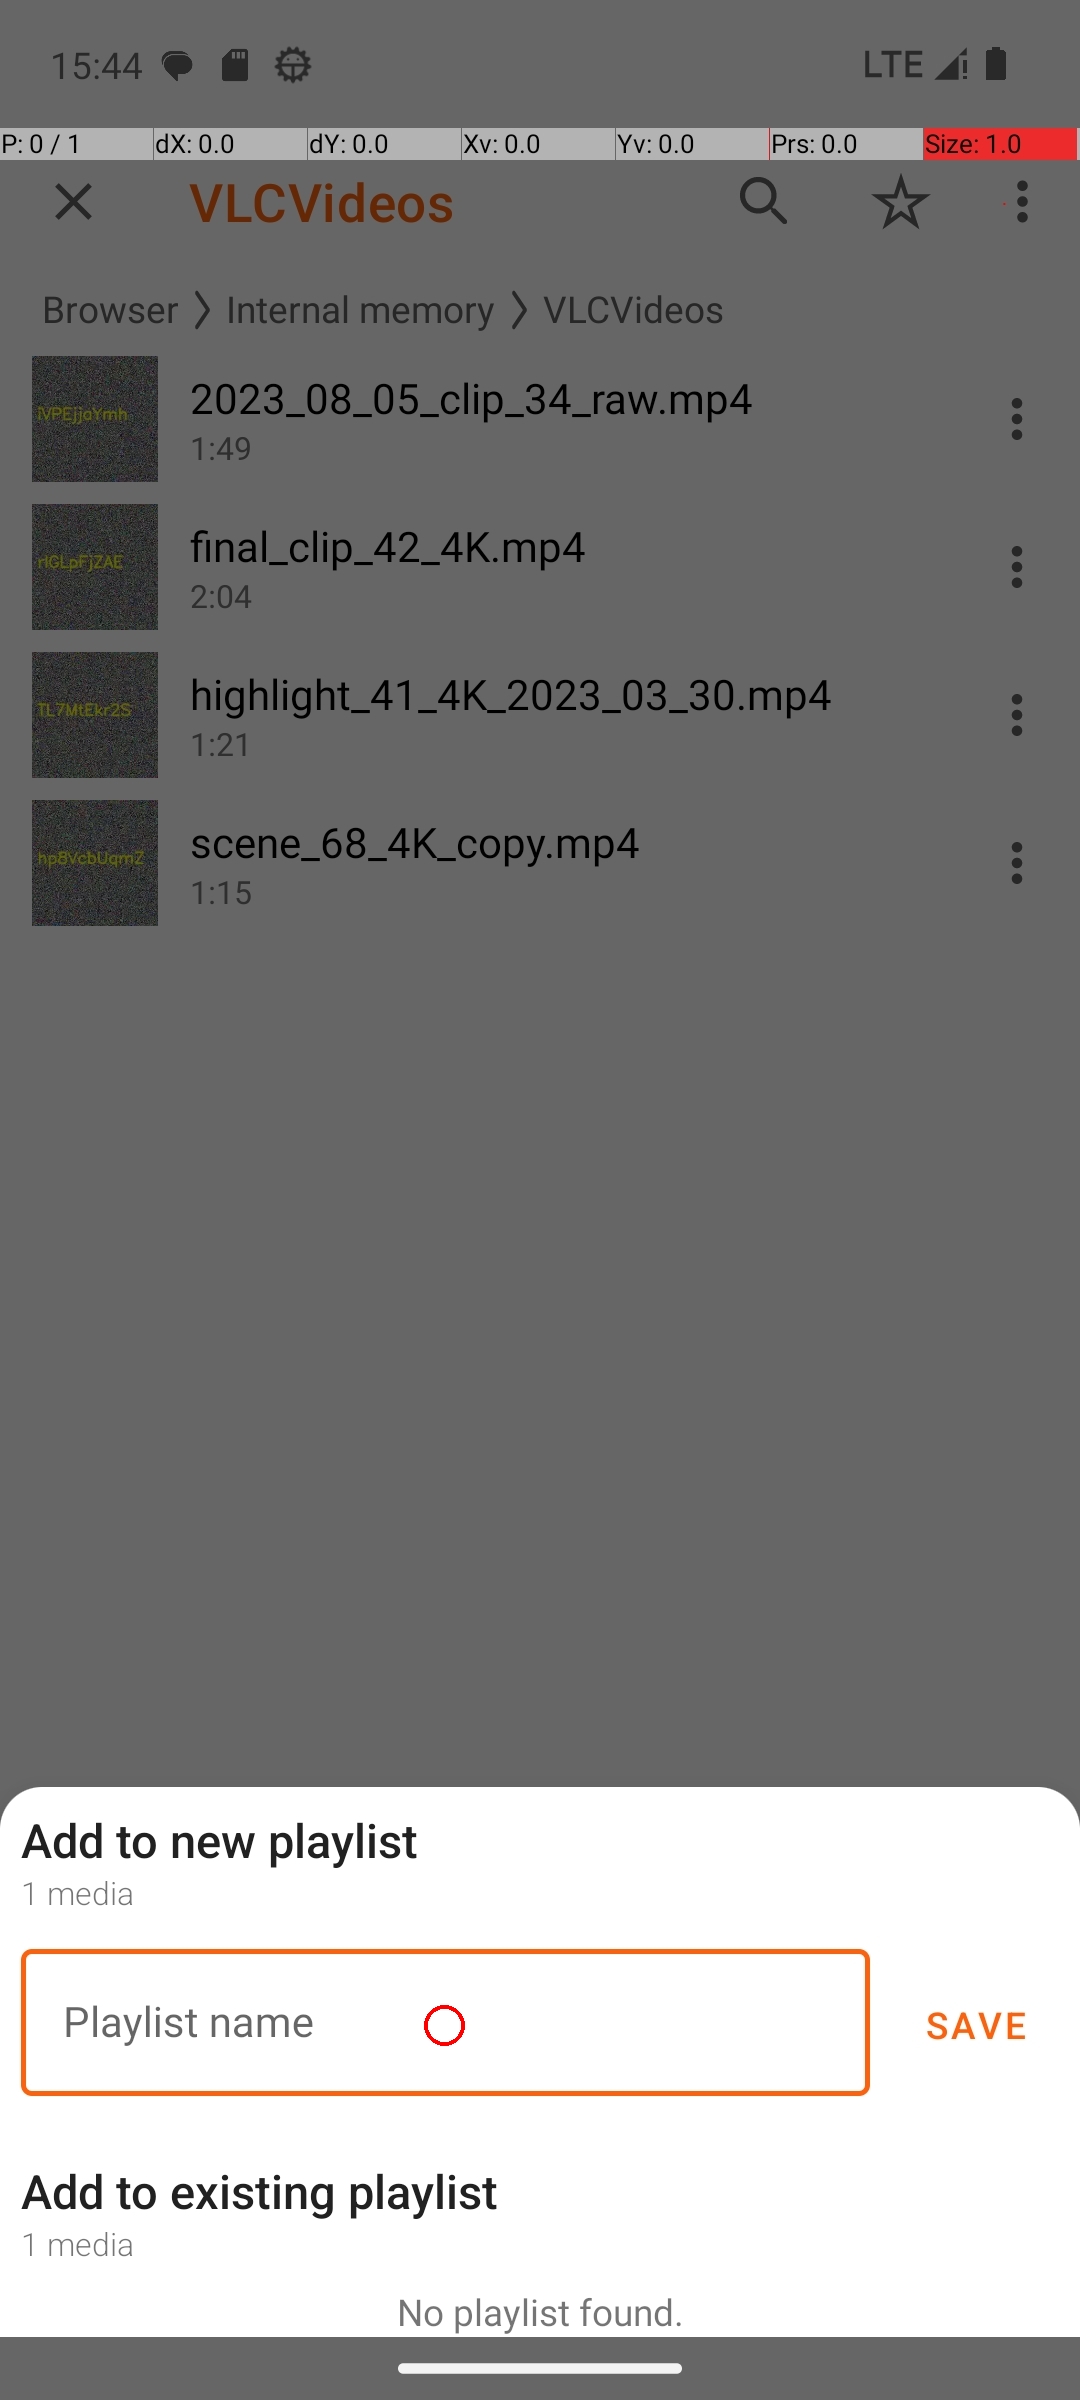 15:44
LTE
P: 0 / 1 dX: 0.0 dY: 0.0 Xv: 0.0 Yv: 0.0 Prs: 0.0 Size: 1.0
VLCVideos
Browser Internal memory VLCVideos
2023_08_05_clip_34_raw.mp4
1:49
final_clip_42_4K.mp4
2:04
TL7MtEkr2S
highlight_41_4K_2023_03_30.mp4
1:21
hp8VcbUqmZ
scene_68_4K_copy.mp4
1:15
Add to new playlist
1 media
Playlist name
SAVE
Add to existing playlist
1 media
No playlist found.